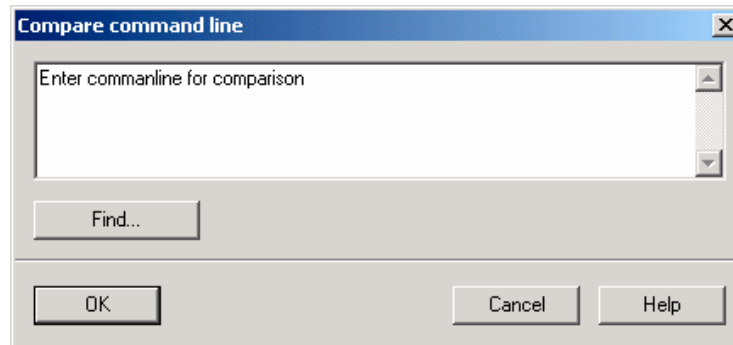 Compare command line
Enter commanline for comparison
Find...
OK
Cancel
Help